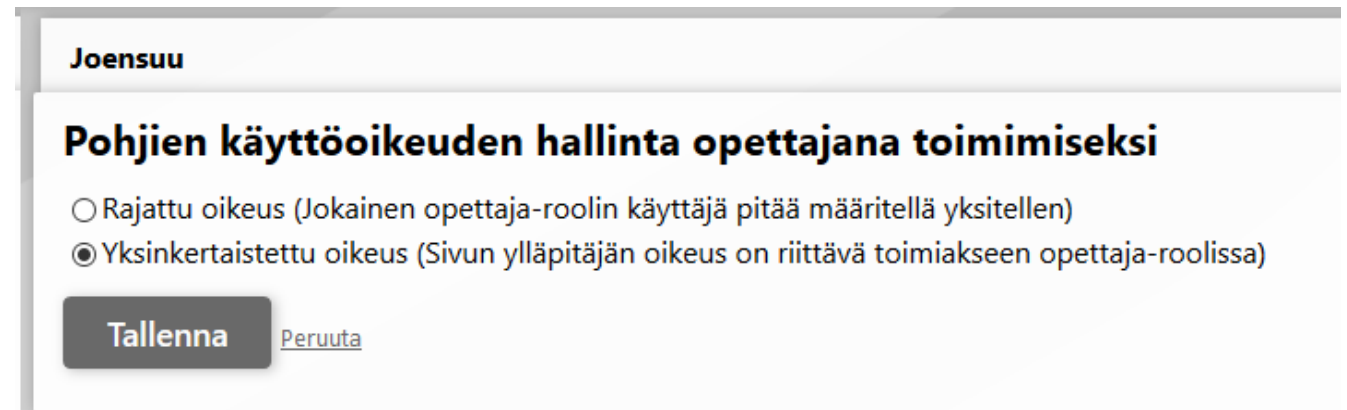 Joensuu
Pohjien käyttöoikeuden hallinta opettajana toimimiseksi
Rajattu oikeus (Jokainen opettaja-roolin käyttäjä pitää määritellä yksitellen)
Yksinkertaistettu oikeus (Sivun ylläpitäjän oikeus on riittävä toimiakseen opettaja-roolissa)
Tallenna Peruuta